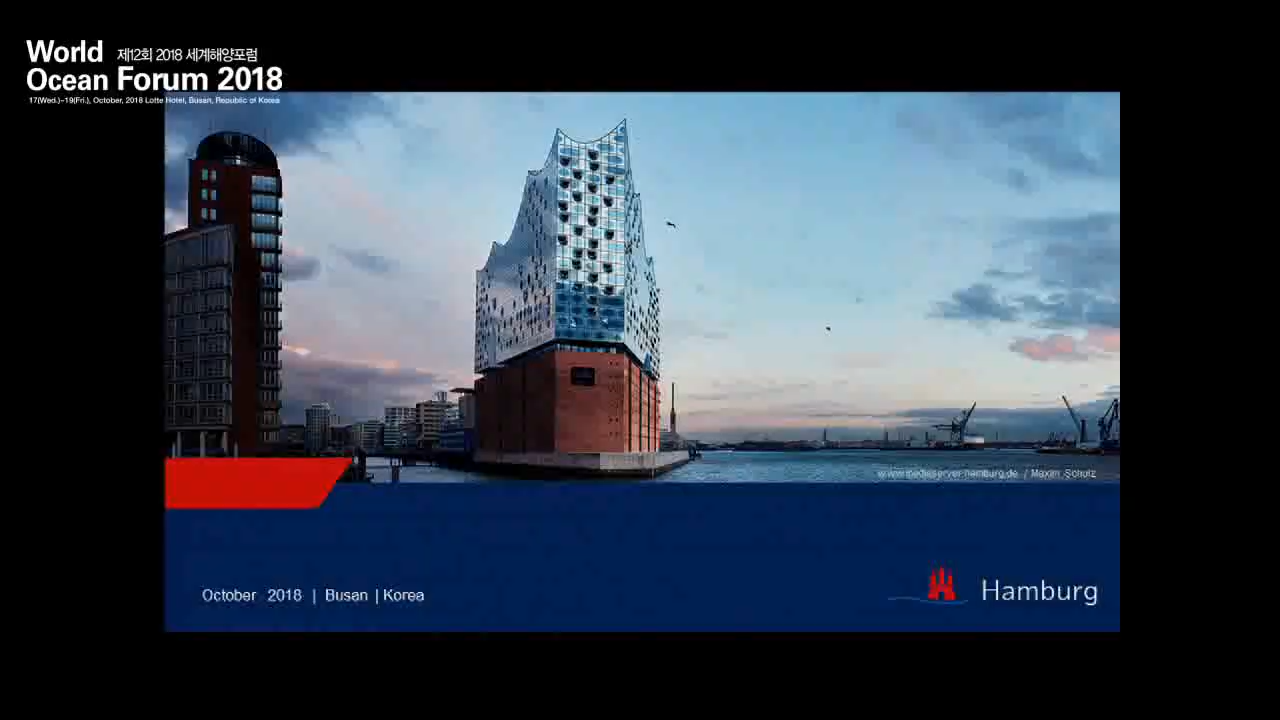 World 제12회 2018 세계해양포럼
Ocean Forum 2018
17(Wed.)~19(Fri.), October, 2018 Lotte Hotel, Busan, Republic of Korea
www.mediaserver.hamburg.de / Maxim Schulz
October 2018 | Busan | Korea
Hamburg